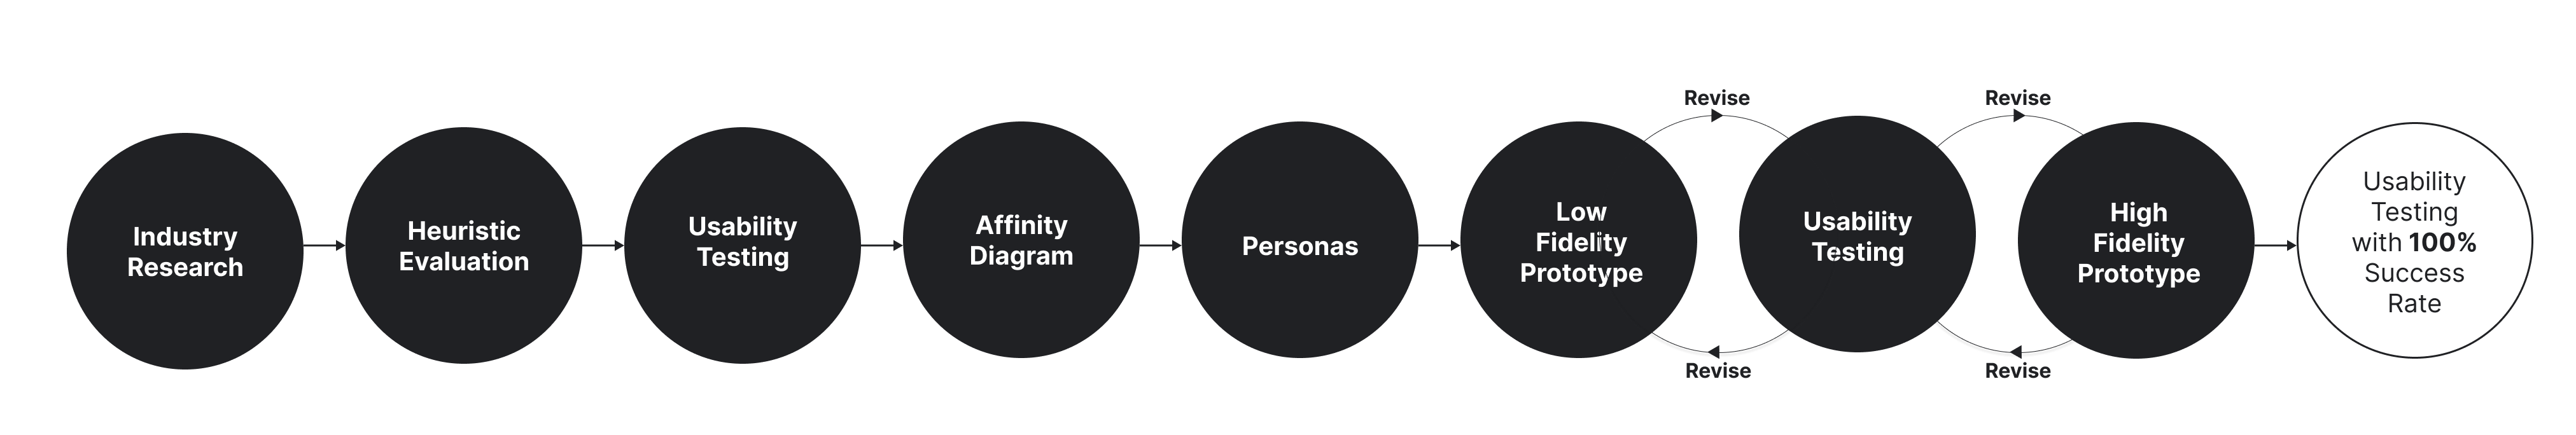 Industry
Research
Heuristic
Evaluation
Usability
Testing
Affinity
Diagram
Personas
Low
Fidelity
Prototype
Revise
Revise
Usability
Testing
Revise
Revise
High
Fidelity
Prototype
Usability
Testing
with 100%
Success
Rate